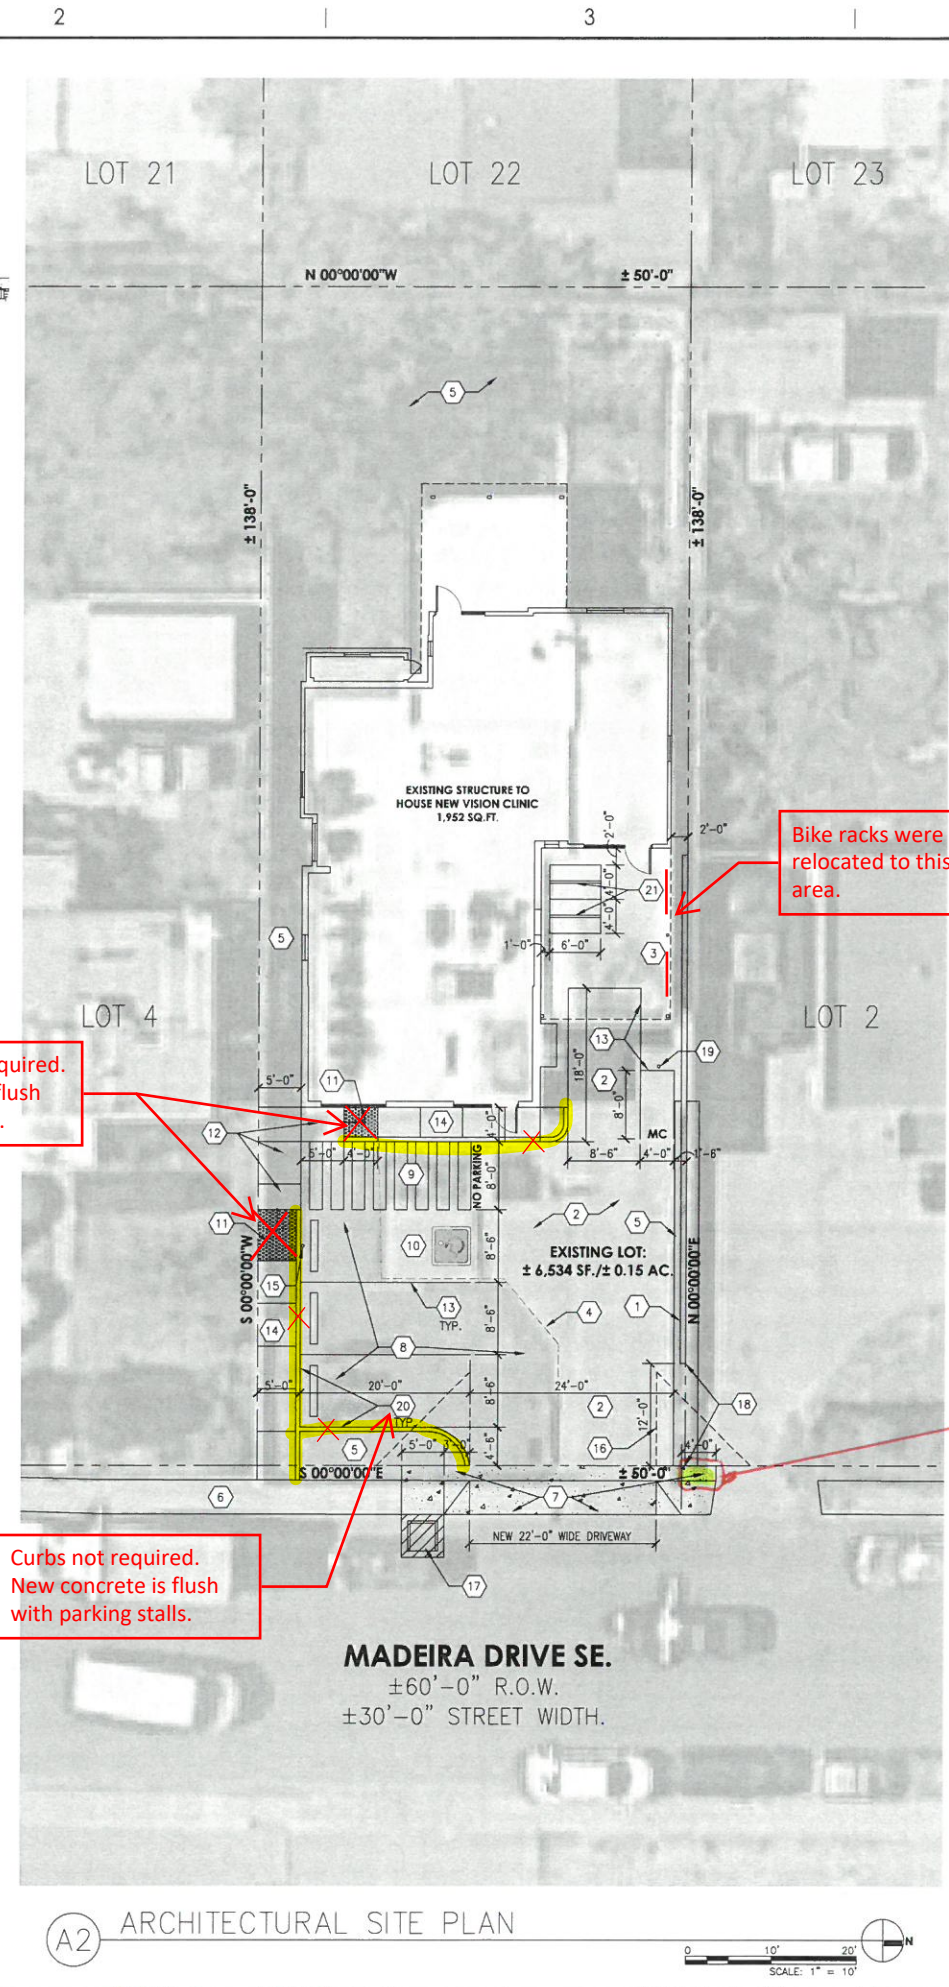 2
3
LOT 21
LOT 22
LOT 23
N 00°00'00"W
± 50'-0"
5
± 138'-0"
± 138'-0"
EXISTING STRUCTURE TO
HOUSE NEW VISION CLINIC
1,952 SQ.FT.
2'-0"
2'-0"
Bike racks were
relocated to this
area.
4'-0"
21
4'-0"
5
1'-0"
6'-0"
3
LOT 4
LOT 2
quired.
flush
.
13
19
18'-0"
2
5'-0"
11
8'-0"
12
14
4'-0"
MC
5'-0"
4'-0"
8'-6"
4'-0"
1'-6"
9
NO PARKING
8'-0"
11
2
5
10
8'-6"
EXISTING LOT:
± 6,534 SF./± 0.15 AC.
S 00°00'00"W
N 00°00'00"E
15
13
TYP.
4
1
14
8'-6"
8
5'-0"
20'-0"
24'-0"
8'-6"
20
TYP.
2
12'-0"
18
5
5'-0"
3'-0"
4'-6"
16
4'-0"
S 00°00'00"E
± 50'-0"
6
7
NEW 22'-0" WIDE DRIVEWAY
Curbs not required.
New concrete is flush
with parking stalls.
17
MADEIRA DRIVE SE.
±60'-0" R.O.W.
±30'-0" STREET WIDTH.
A2
ARCHITECTURAL SITE PLAN
0
10'
20'
SCALE: 1" = 10'
N